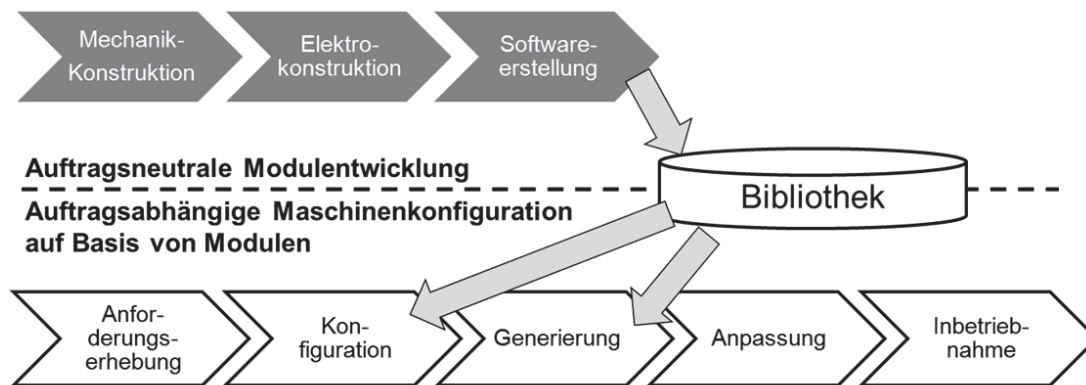 Mechanik-
Konstruktion
Elektro-
konstruktion
Software-
erstellung
Auftragsneutrale Modulentwicklung
Bibliothek
Auftragsabhängige Maschinenkonfiguration
auf Basis von Modulen
Anfor-
derungs-
erhebung
Kon-
figuration
Generierung
Anpassung
Inbetrieb-
nahme